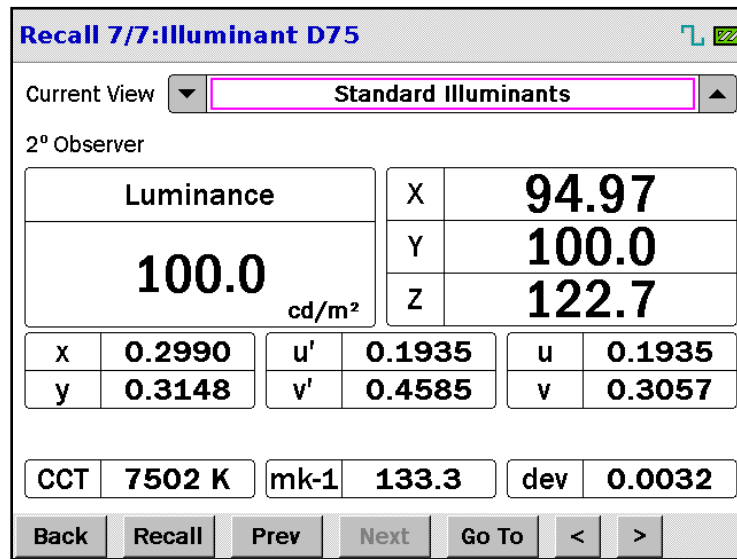 Recall 7/7:Illuminant D75
Current View Standard Illuminants
2º Observer
Luminance
100.0
cd/m²
X 94.97
Y 100.0
Z 122.7
x 0.2990 u' 0.1935 u 0.1935
y 0.3148 v' 0.4585 v 0.3057
CCT 7502 K mk-1 133.3 dev 0.0032
Back Recall Prev Next Go To < >